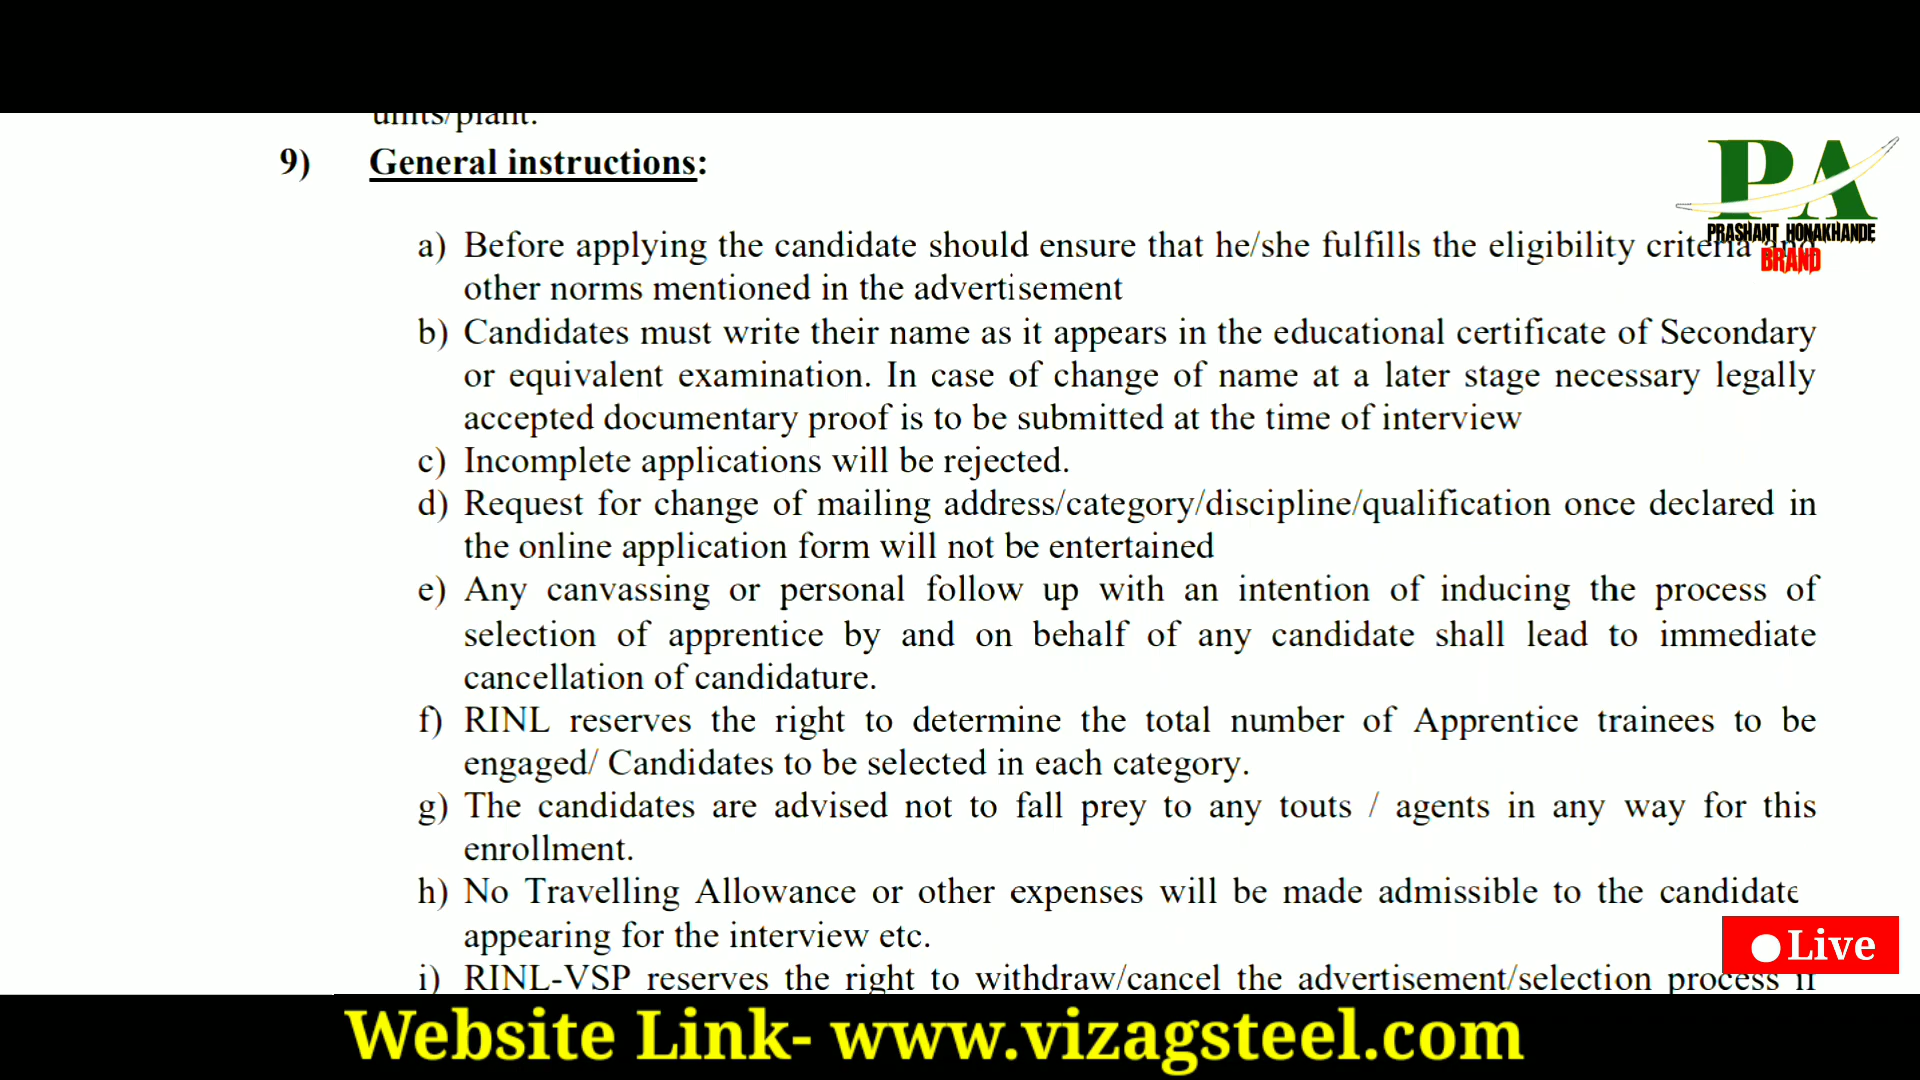 units/plant.
9) General instructions:
PA
PRASHANT HONAKHANDE
BRAND
a) Before applying the candidate should ensure that he/she fulfills the eligibility criteria and
other norms mentioned in the advertisement
b) Candidates must write their name as it appears in the educational certificate of Secondary
or equivalent examination. In case of change of name at a later stage necessary legally
accepted documentary proof is to be submitted at the time of interview
c) Incomplete applications will be rejected.
d) Request for change of mailing address/category/discipline/qualification once declared in
the online application form will not be entertained
e) Any canvassing or personal follow up with an intention of inducing the process of
selection of apprentice by and on behalf of any candidate shall lead to immediate
cancellation of candidature.
f) RINL reserves the right to determine the total number of Apprentice trainees to be
engaged/ Candidates to be selected in each category.
g) The candidates are advised not to fall prey to any touts / agents in any way for this
enrollment.
h) No Travelling Allowance or other expenses will be made admissible to the candidate
appearing for the interview etc.
i) RINL-VSP reserves the right to withdraw/cancel the advertisement/selection process if
Live
Website Link- www.vizagsteel.com